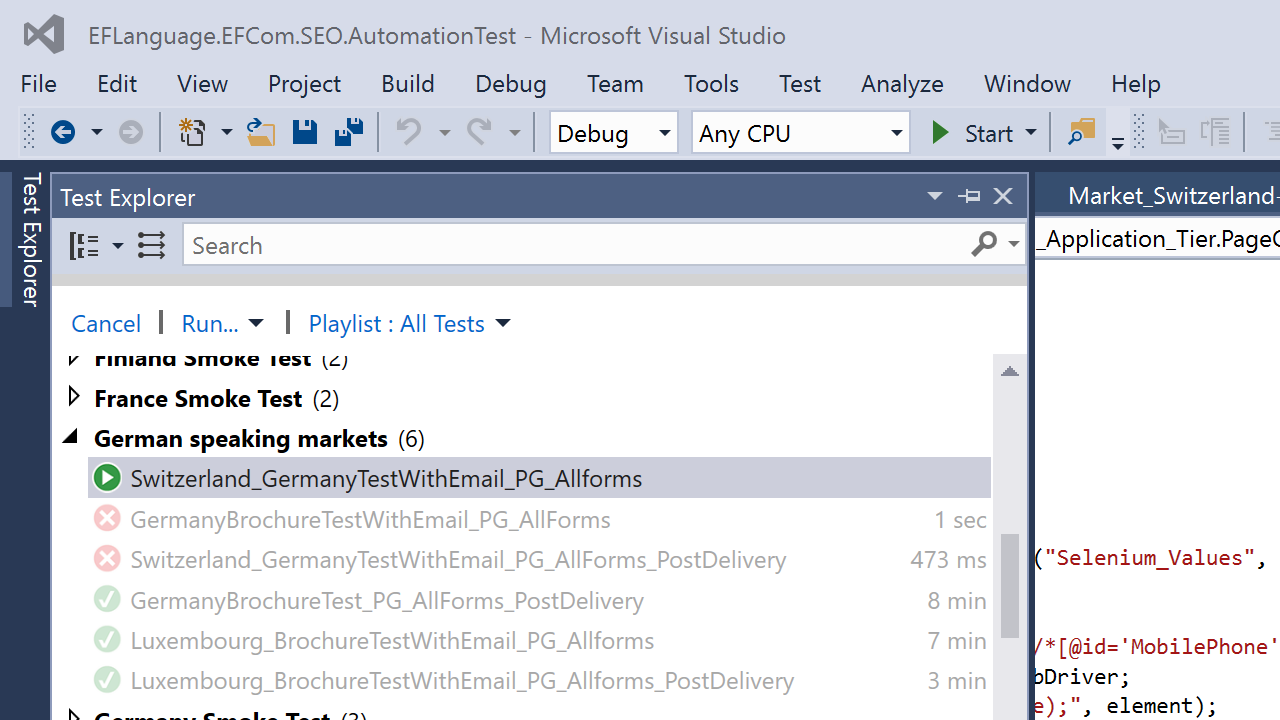 EFLanguage.EFCom.SEO.AutomationTest - Microsoft Visual Studio
File Edit View Project Build Debug Team Tools Test Analyze Window Help
Debug Any CPU Start
Test Explorer
Test Explorer
Market_Switzerland
Search
_Application_Tier.Page
Cancel | Run... | Playlist : All Tests
Finland Smoke Test (2)
France Smoke Test (2)
German speaking markets (6)
Switzerland_GermanyTestWithEmail_PG_Allforms
GermanyBrochureTestWithEmail_PG_AllForms 1 sec
Switzerland_GermanyTestWithEmail_PG_AllForms_PostDelivery 473 ms
("Selenium_Values",
GermanyBrochureTest_PG_AllForms_PostDelivery 8 min
Luxembourg_BrochureTestWithEmail_PG_Allforms 7 min
/*[@id='MobilePhone'
Luxembourg_BrochureTestWithEmail_PG_Allforms_PostDelivery 3 min
bDriver;
e);", element);
Germany Smoke Test (3)